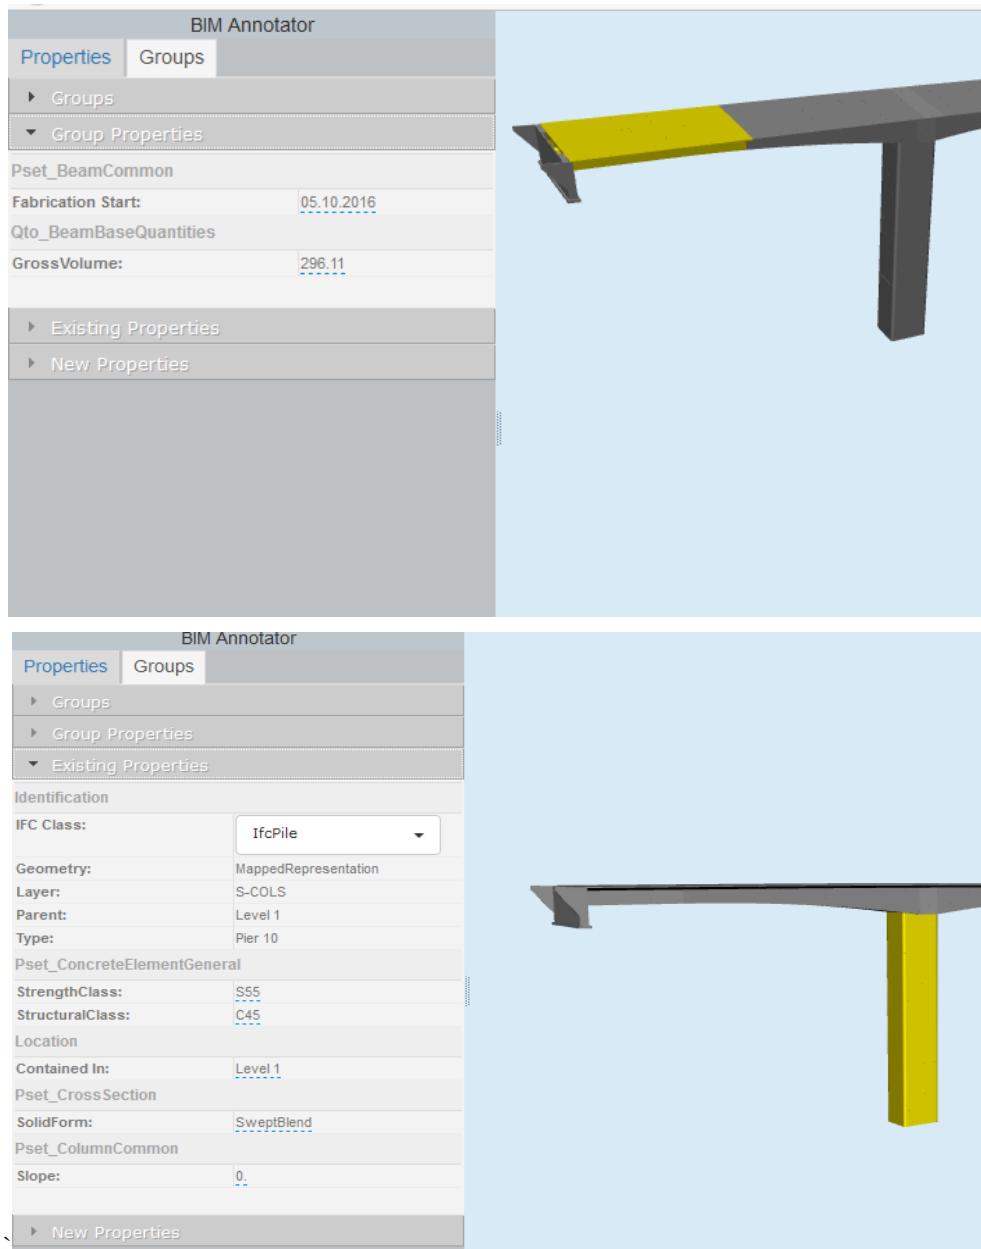 BIM Annotator
Properties Groups
Groups
Group Properties
Pset_BeamCommon
Fabrication Start: 05.10.2016
Qto_BeamBaseQuantities
GrossVolume: 296.11
Existing Properties
New Properties
BIM Annotator
Properties Groups
Groups
Group Properties
Existing Properties
Identification
IFC Class: IfcPile
Geometry: MappedRepresentation
Layer: S-COLS
Parent: Level 1
Type: Pier 10
Pset_ConcreteElementGeneral
StrengthClass: S55
StructuralClass: C45
Location
Contained In: Level 1
Pset_CrossSection
SolidForm: SweptBlend
Pset_ColumnCommon
Slope: 0.
` New Properties